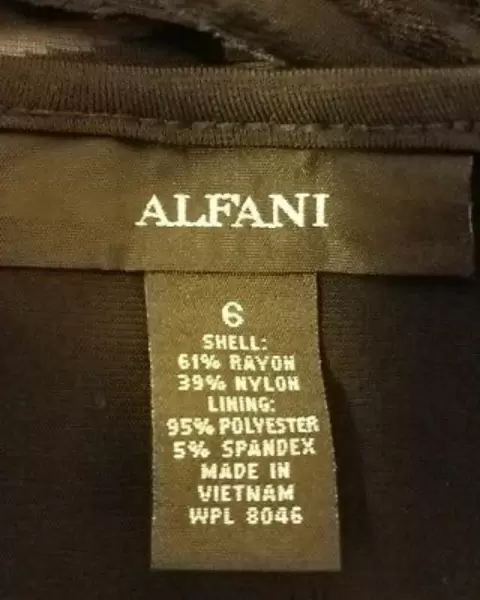 ALFANI
6
SHELL:
61% RAYON
39% NYLON
LINING:
95% POLYESTER
5% SPANDEX
MADE IN
VIETNAM
WPL 8046